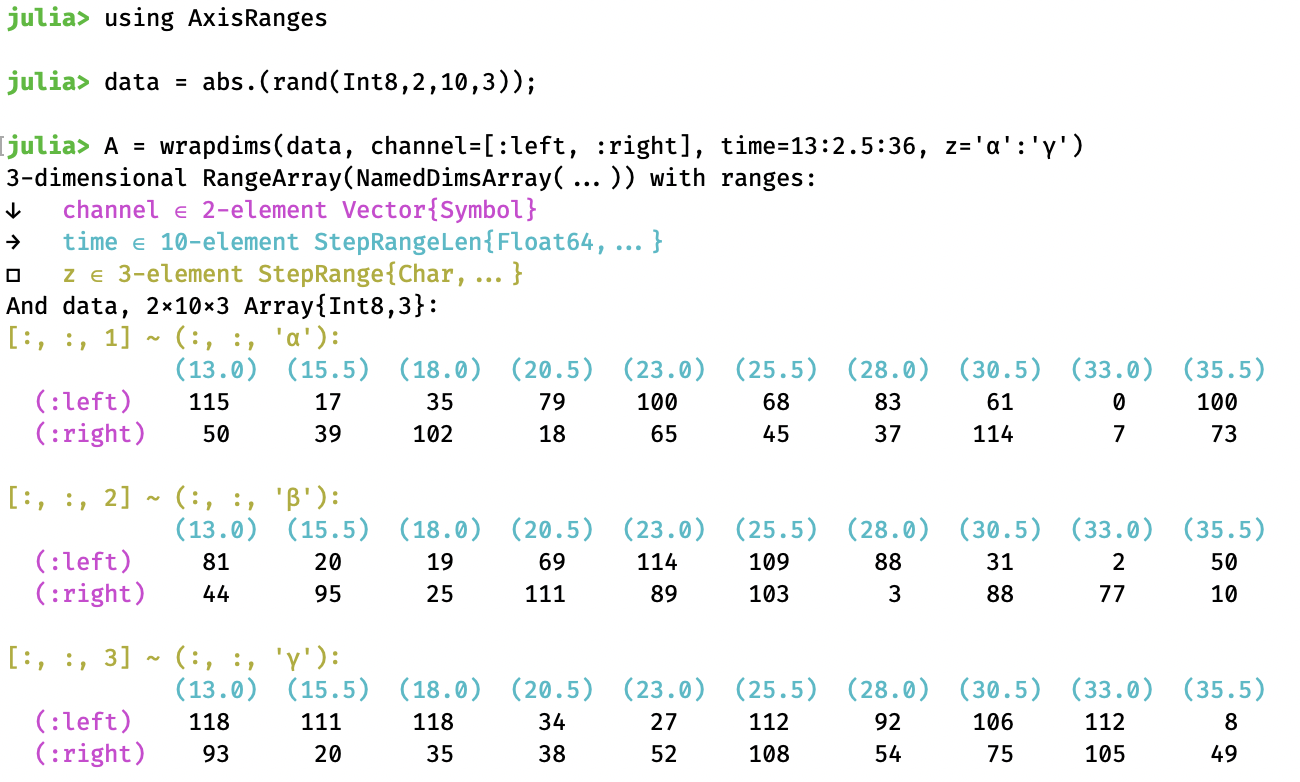 julia> using AxisRanges
julia> data = abs.(rand(Int8,2,10,3));
julia> A = wrapdims(data, channel=[:left, :right], time=13:2.5:36, z='α':'γ')
3-dimensional RangeArray(NamedDimsArray(...)) with ranges:
↓   channel ∈ 2-element Vector{Symbol}
→   time ∈ 10-element StepRangeLen{Float64,...}
□   z ∈ 3-element StepRange{Char,...}
And data, 2×10×3 Array{Int8,3}:
[:, :, 1] ~ (:, :, 'α'):
            (13.0)  (15.5)  (18.0)  (20.5)  (23.0)  (25.5)  (28.0)  (30.5)  (33.0)  (35.5)
  (:left)    115      17      35      79     100      68      83      61       0     100
  (:right)    50      39     102      18      65      45      37     114       7      73
[:, :, 2] ~ (:, :, 'β'):
            (13.0)  (15.5)  (18.0)  (20.5)  (23.0)  (25.5)  (28.0)  (30.5)  (33.0)  (35.5)
  (:left)     81      20      19      69     114     109      88      31       2      50
  (:right)    44      95      25     111      89     103       3      88      77      10
[:, :, 3] ~ (:, :, 'γ'):
            (13.0)  (15.5)  (18.0)  (20.5)  (23.0)  (25.5)  (28.0)  (30.5)  (33.0)  (35.5)
  (:left)    118     111     118      34      27     112      92     106     112       8
  (:right)    93      20      35      38      52     108      54      75     105      49